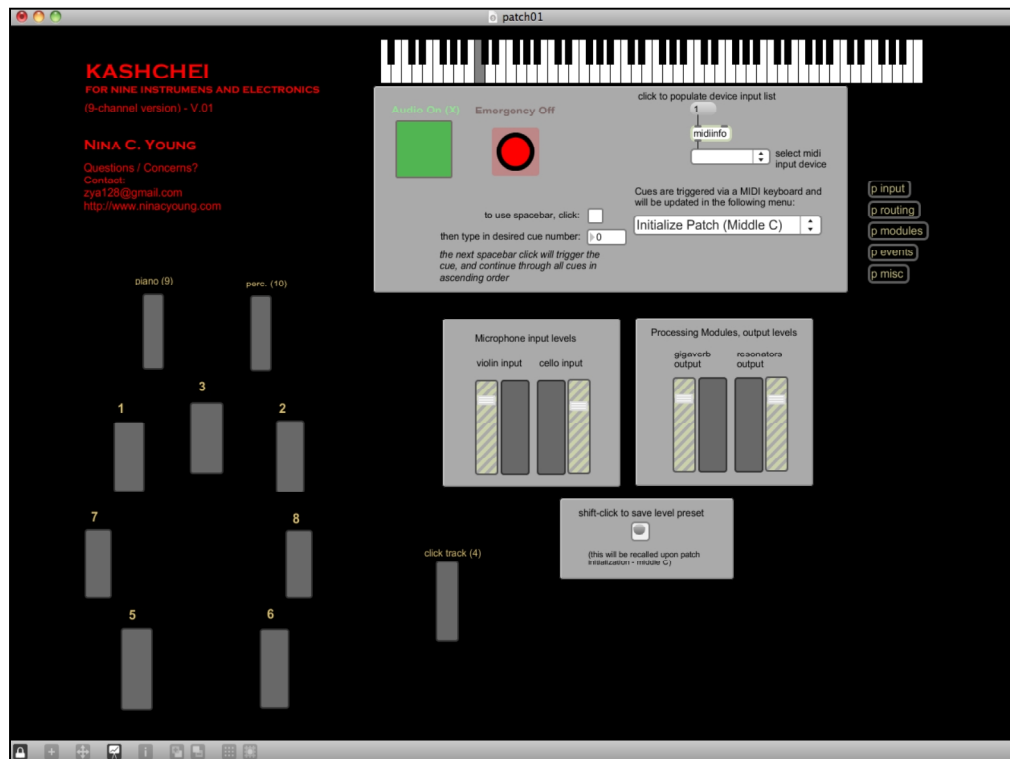 patch01
KASHCHEI
FOR NINE INSTRUMENS AND ELECTRONICS
(9-channel version) - V.01
NINA C. YOUNG
Questions / Concerns?
Contact:
zya128@gmail.com
http://www.ninacyoung.com
Audio On (X)
Emergency Off
click to populate device input list
1
midiinfo
select midi
input device
Cues are triggered via a MIDI keyboard and
will be updated in the following menu:
Initialize Patch (Middle C)
to use spacebar, click:
then type in desired cue number:
0
the next spacebar click will trigger the
cue, and continue through all cues in
ascending order
p input
p routing
p modules
p events
p misc
piano (9)
perc. (10)
3
1
2
7
8
5
6
Microphone input levels
violin input
cello input
Processing Modules, output levels
gigaverb
output
resonators
output
shift-click to save level preset
(this will be recalled upon patch
initialization - middle C)
click track (4)